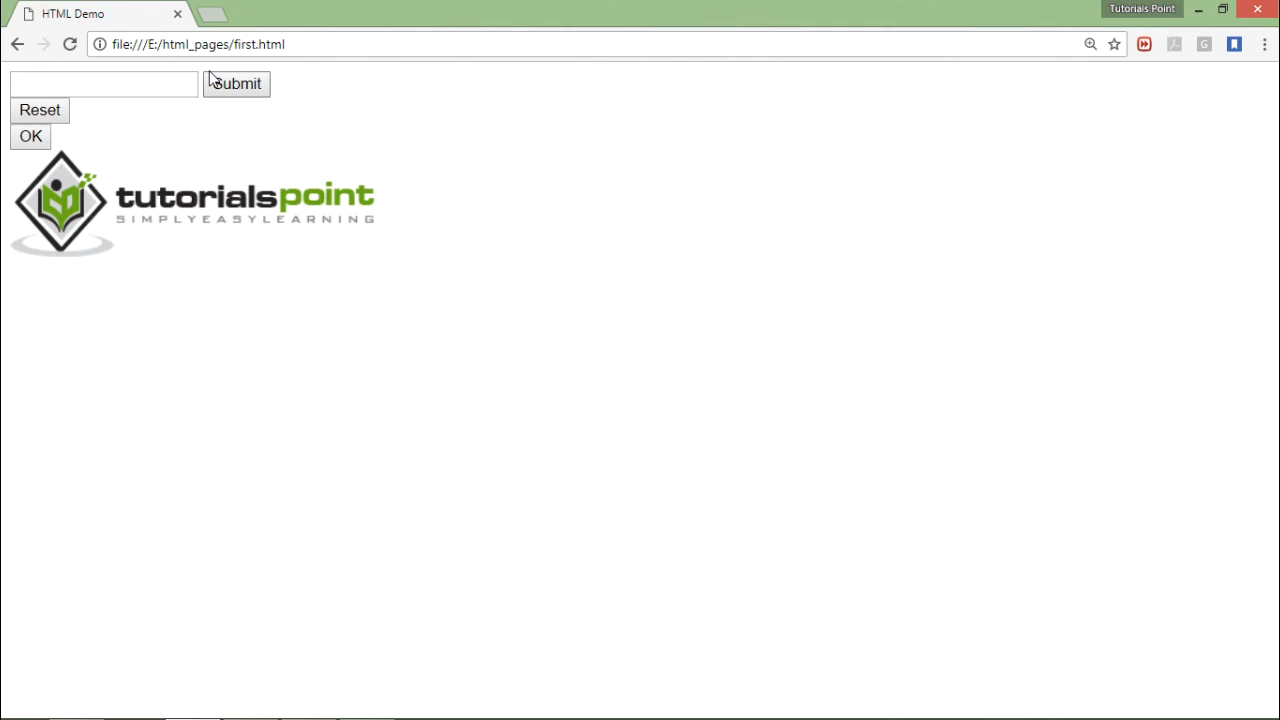 HTML Demo
Tutorials Point
file:///E:/html_pages/first.html
Submit
Reset
OK
tutorialspoint
SIMPLYEASYLEARNING